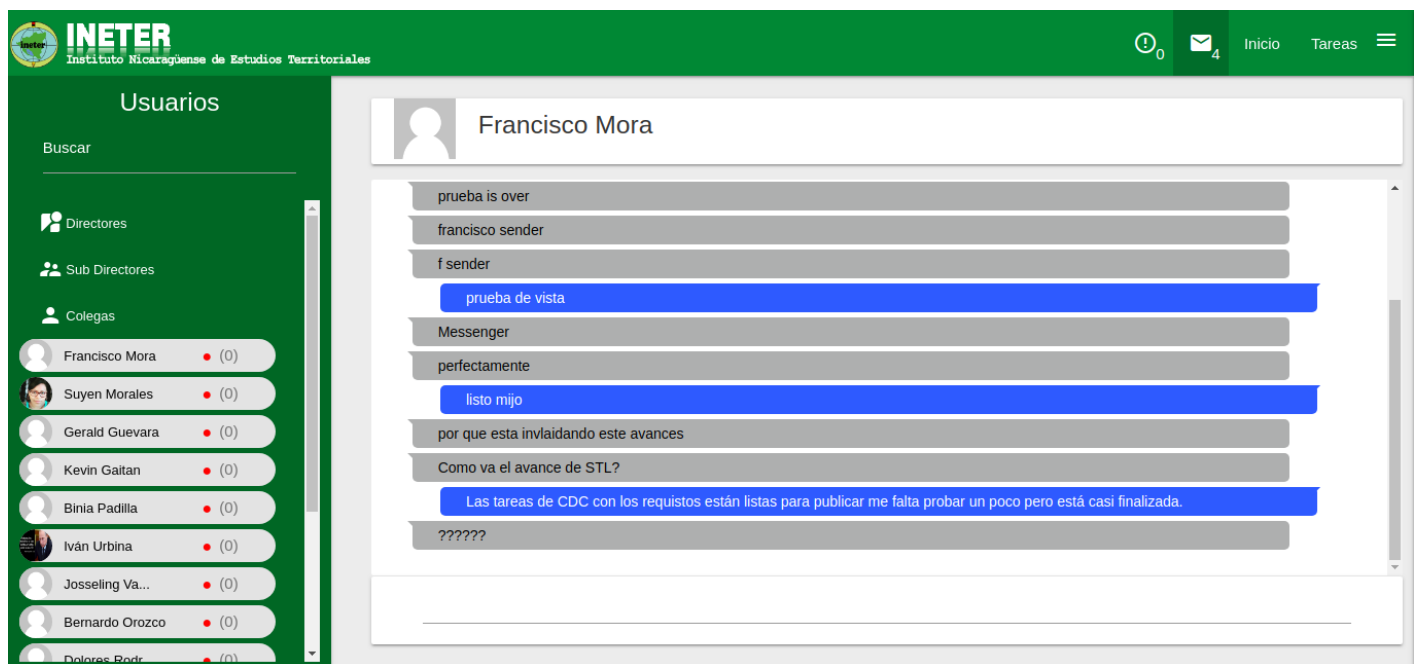 INETER
Instituto Nicaragüense de Estudios Territoriales
ineter
0
4
Inicio
Tareas
Usuarios
Buscar
Directores
Sub Directores
Colegas
Francisco Mora (0)
Suyen Morales (0)
Gerald Guevara (0)
Kevin Gaitan (0)
Binia Padilla (0)
Iván Urbina (0)
Josseling Va... (0)
Bernardo Orozco (0)
Dolores Rodr (0)
Francisco Mora
prueba is over
francisco sender
f sender
prueba de vista
Messenger
perfectamente
listo mijo
por que esta invlaidando este avances
Como va el avance de STL?
Las tareas de CDC con los requistos están listas para publicar me falta probar un poco pero está casi finalizada.
??????